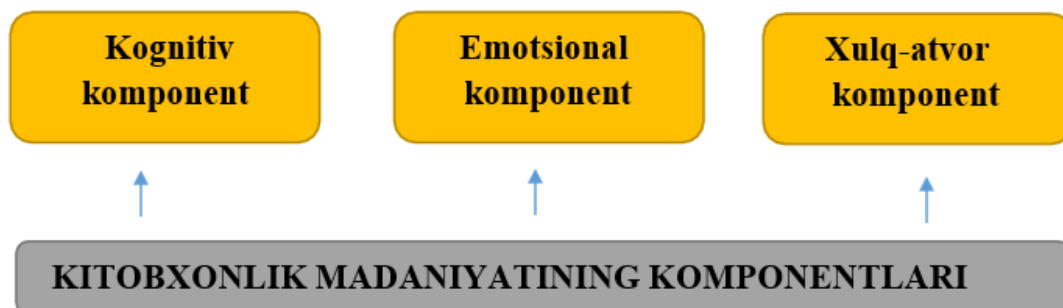 Kognitiv
komponent
Emotsional
komponent
Xulq-atvor
komponent
KITOBXONLIK MADANIYATINING KOMPONENTLARI